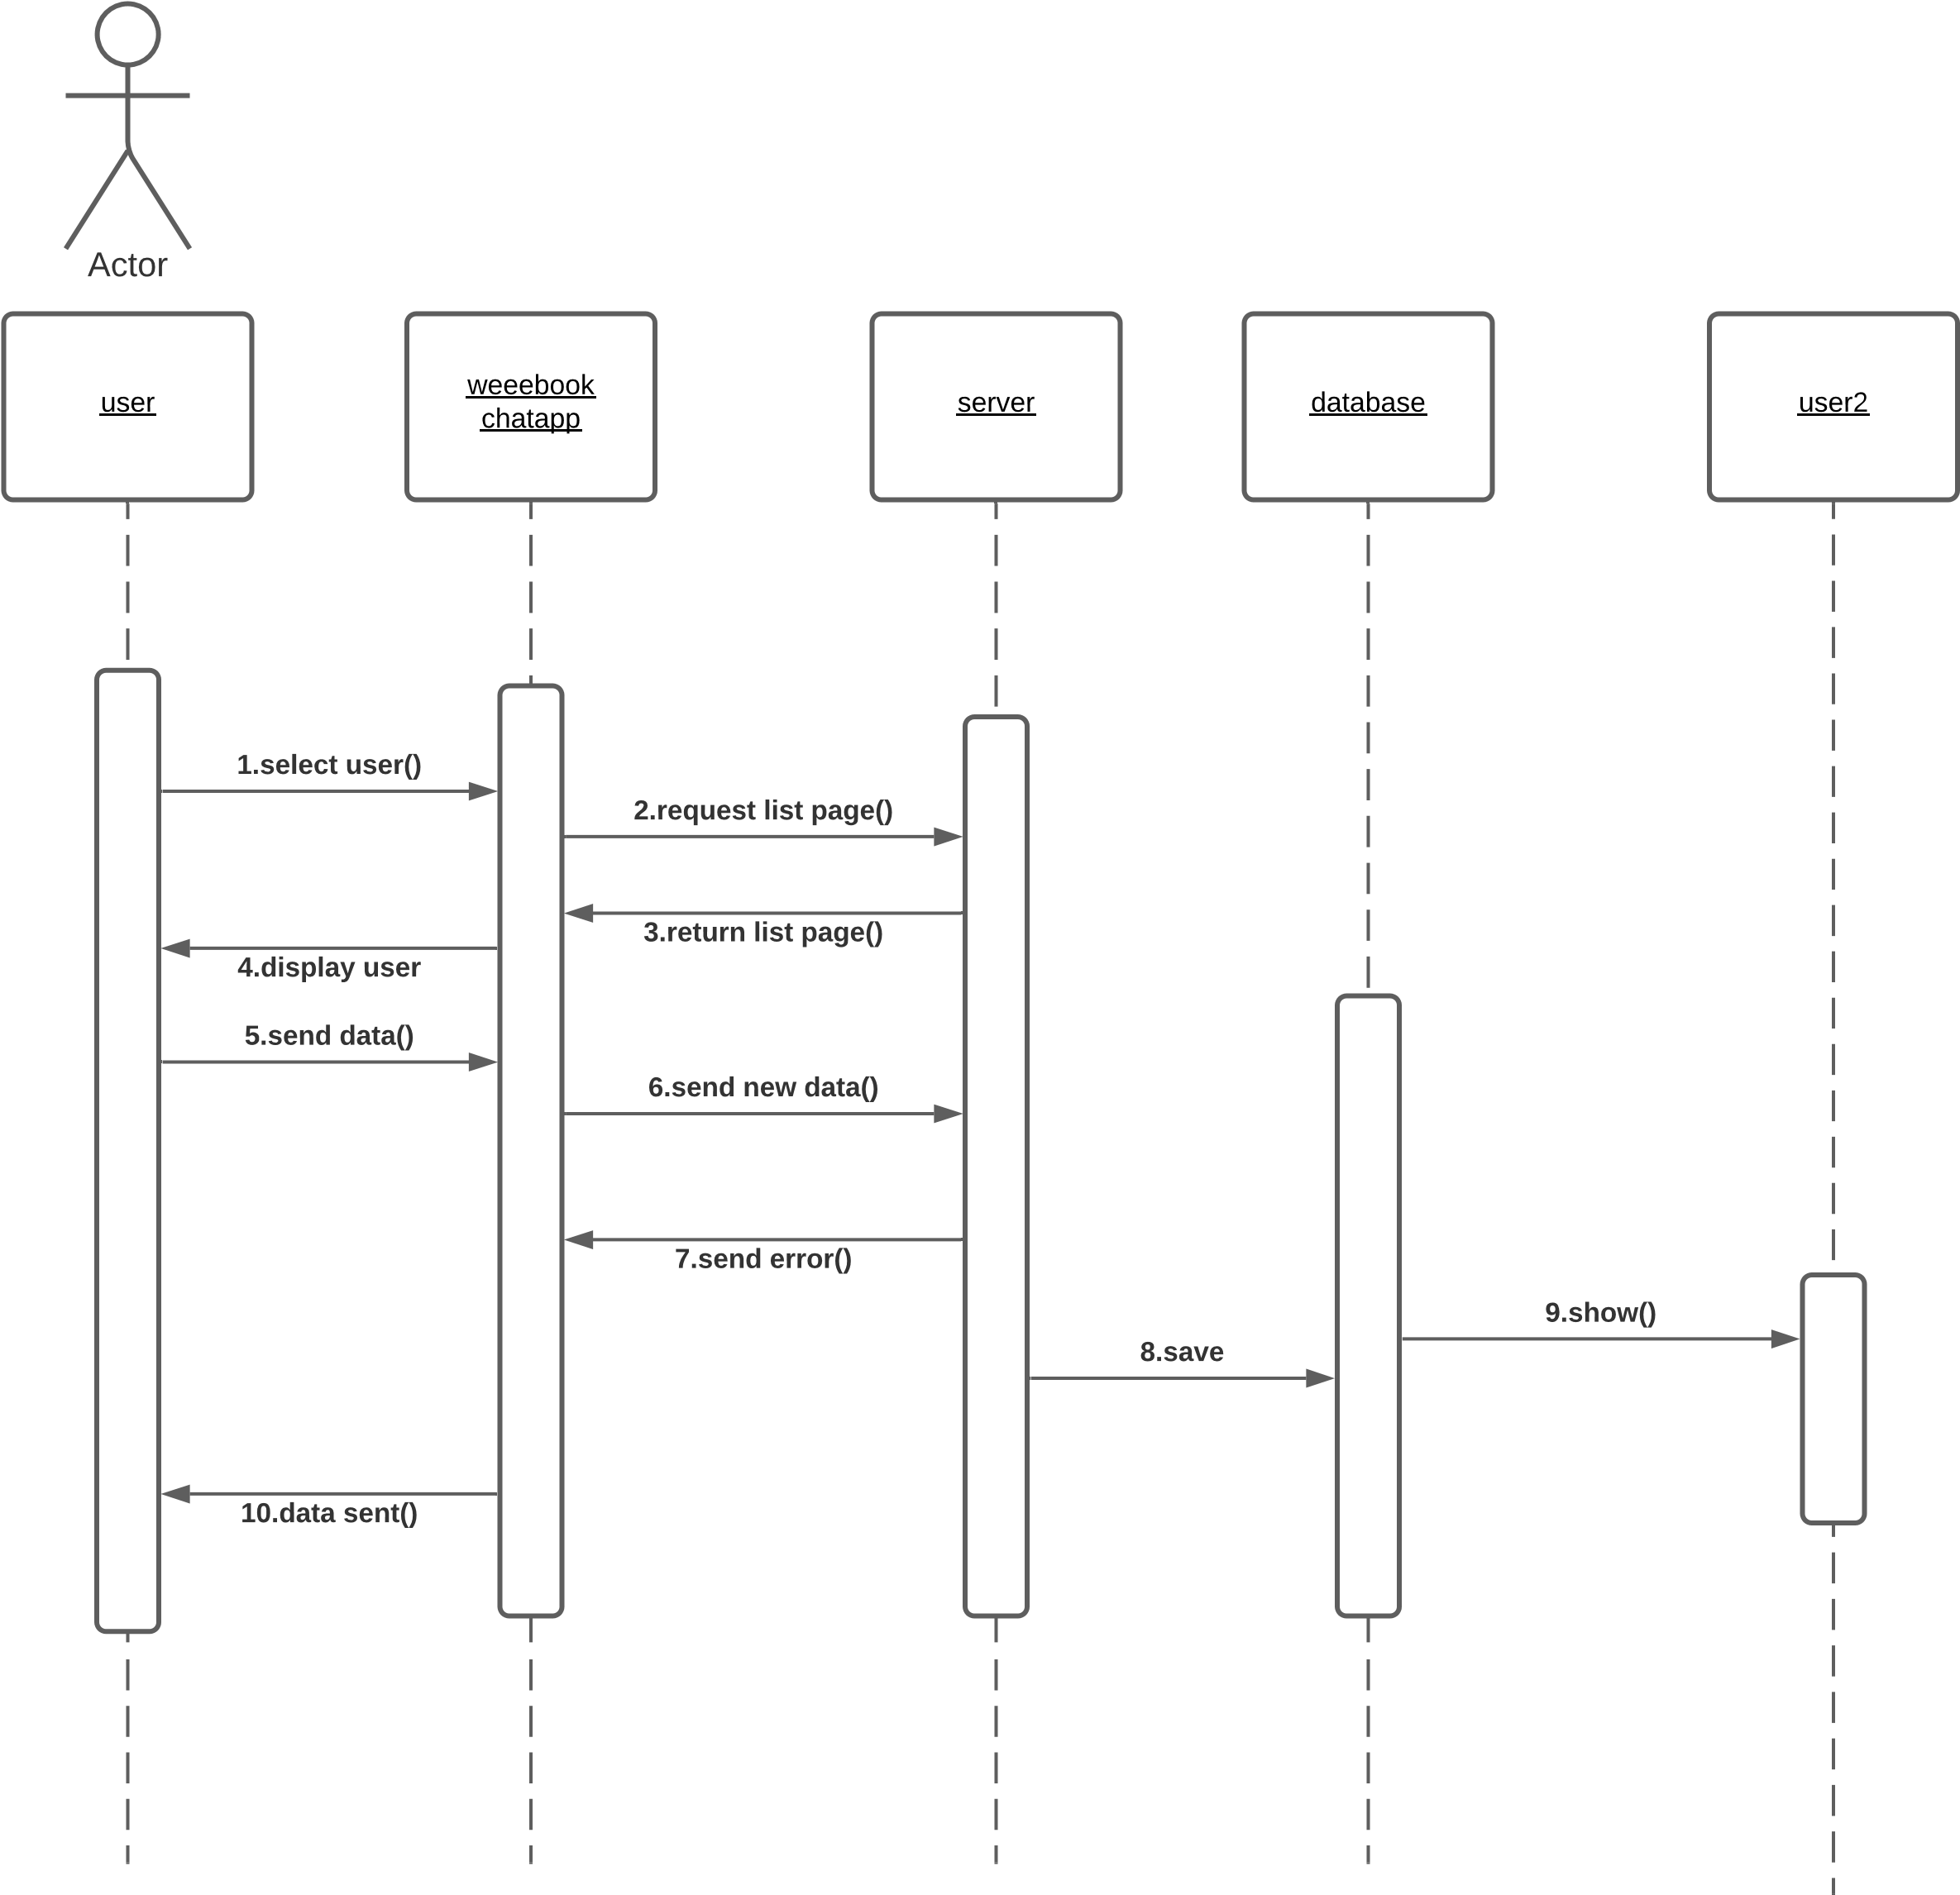 Actor
user
weeebook
chatapp
server
database
user2
1.select user()
2.request list page()
3.return list page()
4.display user
5.send data()
6.send new data()
7.send error()
9.show()
8.save
10.data sent()